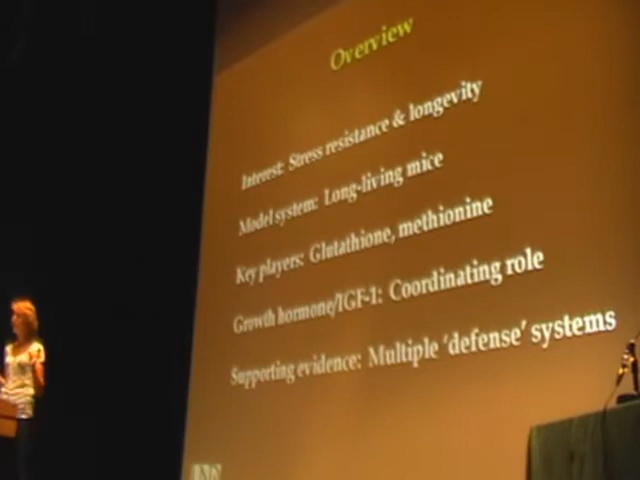 Overview
Interest: Stress resistance & longevity
Model system: Long-living mice
Key players: Glutathione, methionine
Growth hormone/IGF-1: Coordinating role
Supporting evidence: Multiple 'defense' systems